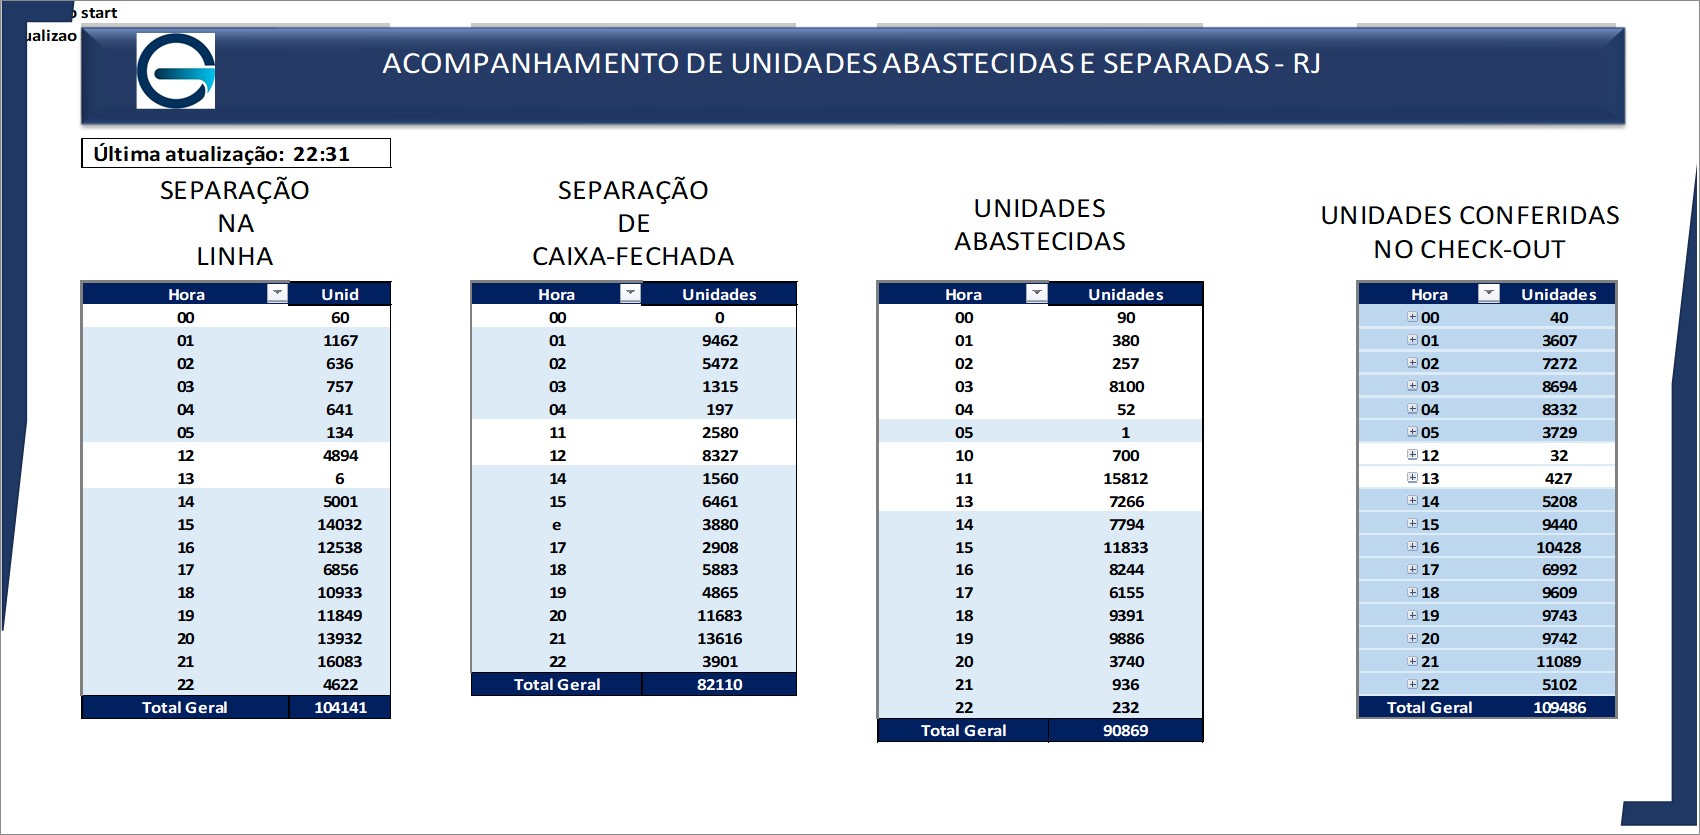 start
ualizao
ACOMPANHAMENTO DE UNIDADES ABASTECIDAS E SEPARADAS - RJ
Última atualização: 22:31
SEPARAÇÃO
NA
LINHA
Hora Unid
00 60
01 1167
02 636
03 757
04 641
05 134
12 4894
13 6
14 5001
15 14032
16 12538
17 6856
18 10933
19 11849
20 13932
21 16083
22 4622
Total Geral 104141
SEPARAÇÃO
DE
CAIXA-FECHADA
Hora Unidades
00 0
01 9462
02 5472
03 1315
04 197
11 2580
12 8327
14 1560
15 6461
e 3880
17 2908
18 5883
19 4865
20 11683
21 13616
22 3901
Total Geral 82110
UNIDADES
ABASTECIDAS
Hora Unidades
00 90
01 380
02 257
03 8100
04 52
05 1
10 700
11 15812
13 7266
14 7794
15 11833
16 8244
17 6155
18 9391
19 9886
20 3740
21 936
22 232
Total Geral 90869
UNIDADES CONFERIDAS
NO CHECK-OUT
Hora Unidades
00 40
01 3607
02 7272
03 8694
04 8332
05 3729
12 32
13 427
14 5208
15 9440
16 10428
17 6992
18 9609
19 9743
20 9742
21 11089
22 5102
Total Geral 109486